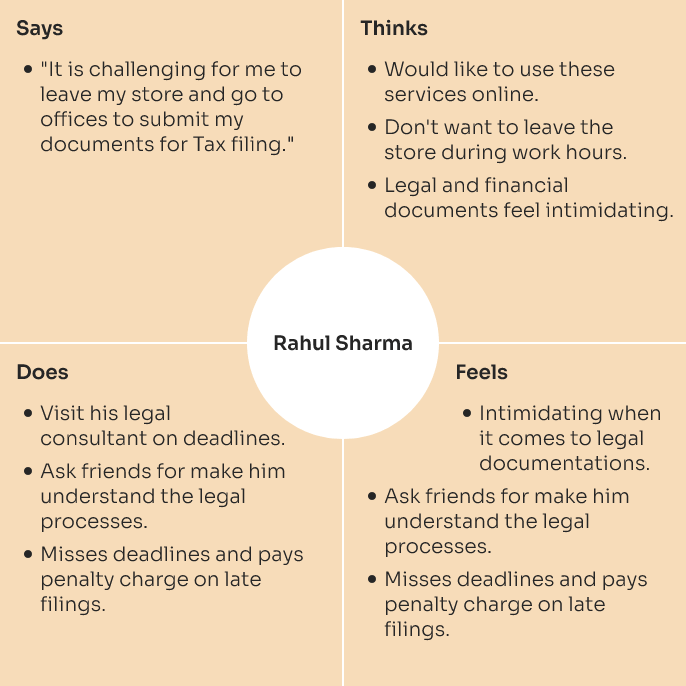 Says
• "It is challenging for me to
leave my store and go to
offices to submit my
documents for Tax filing."
Thinks
• Would like to use these
services online.
• Don't want to leave the
store during work hours.
• Legal and financial
documents feel intimidating.
Rahul Sharma
Does
• Visit his legal
consultant on deadlines.
• Ask friends for make him
understand the legal
processes.
• Misses deadlines and pays
penalty charge on late
filings.
Feels
• Intimidating when
it comes to legal
documentations.
• Ask friends for make him
understand the legal
processes.
• Misses deadlines and pays
penalty charge on late
filings.